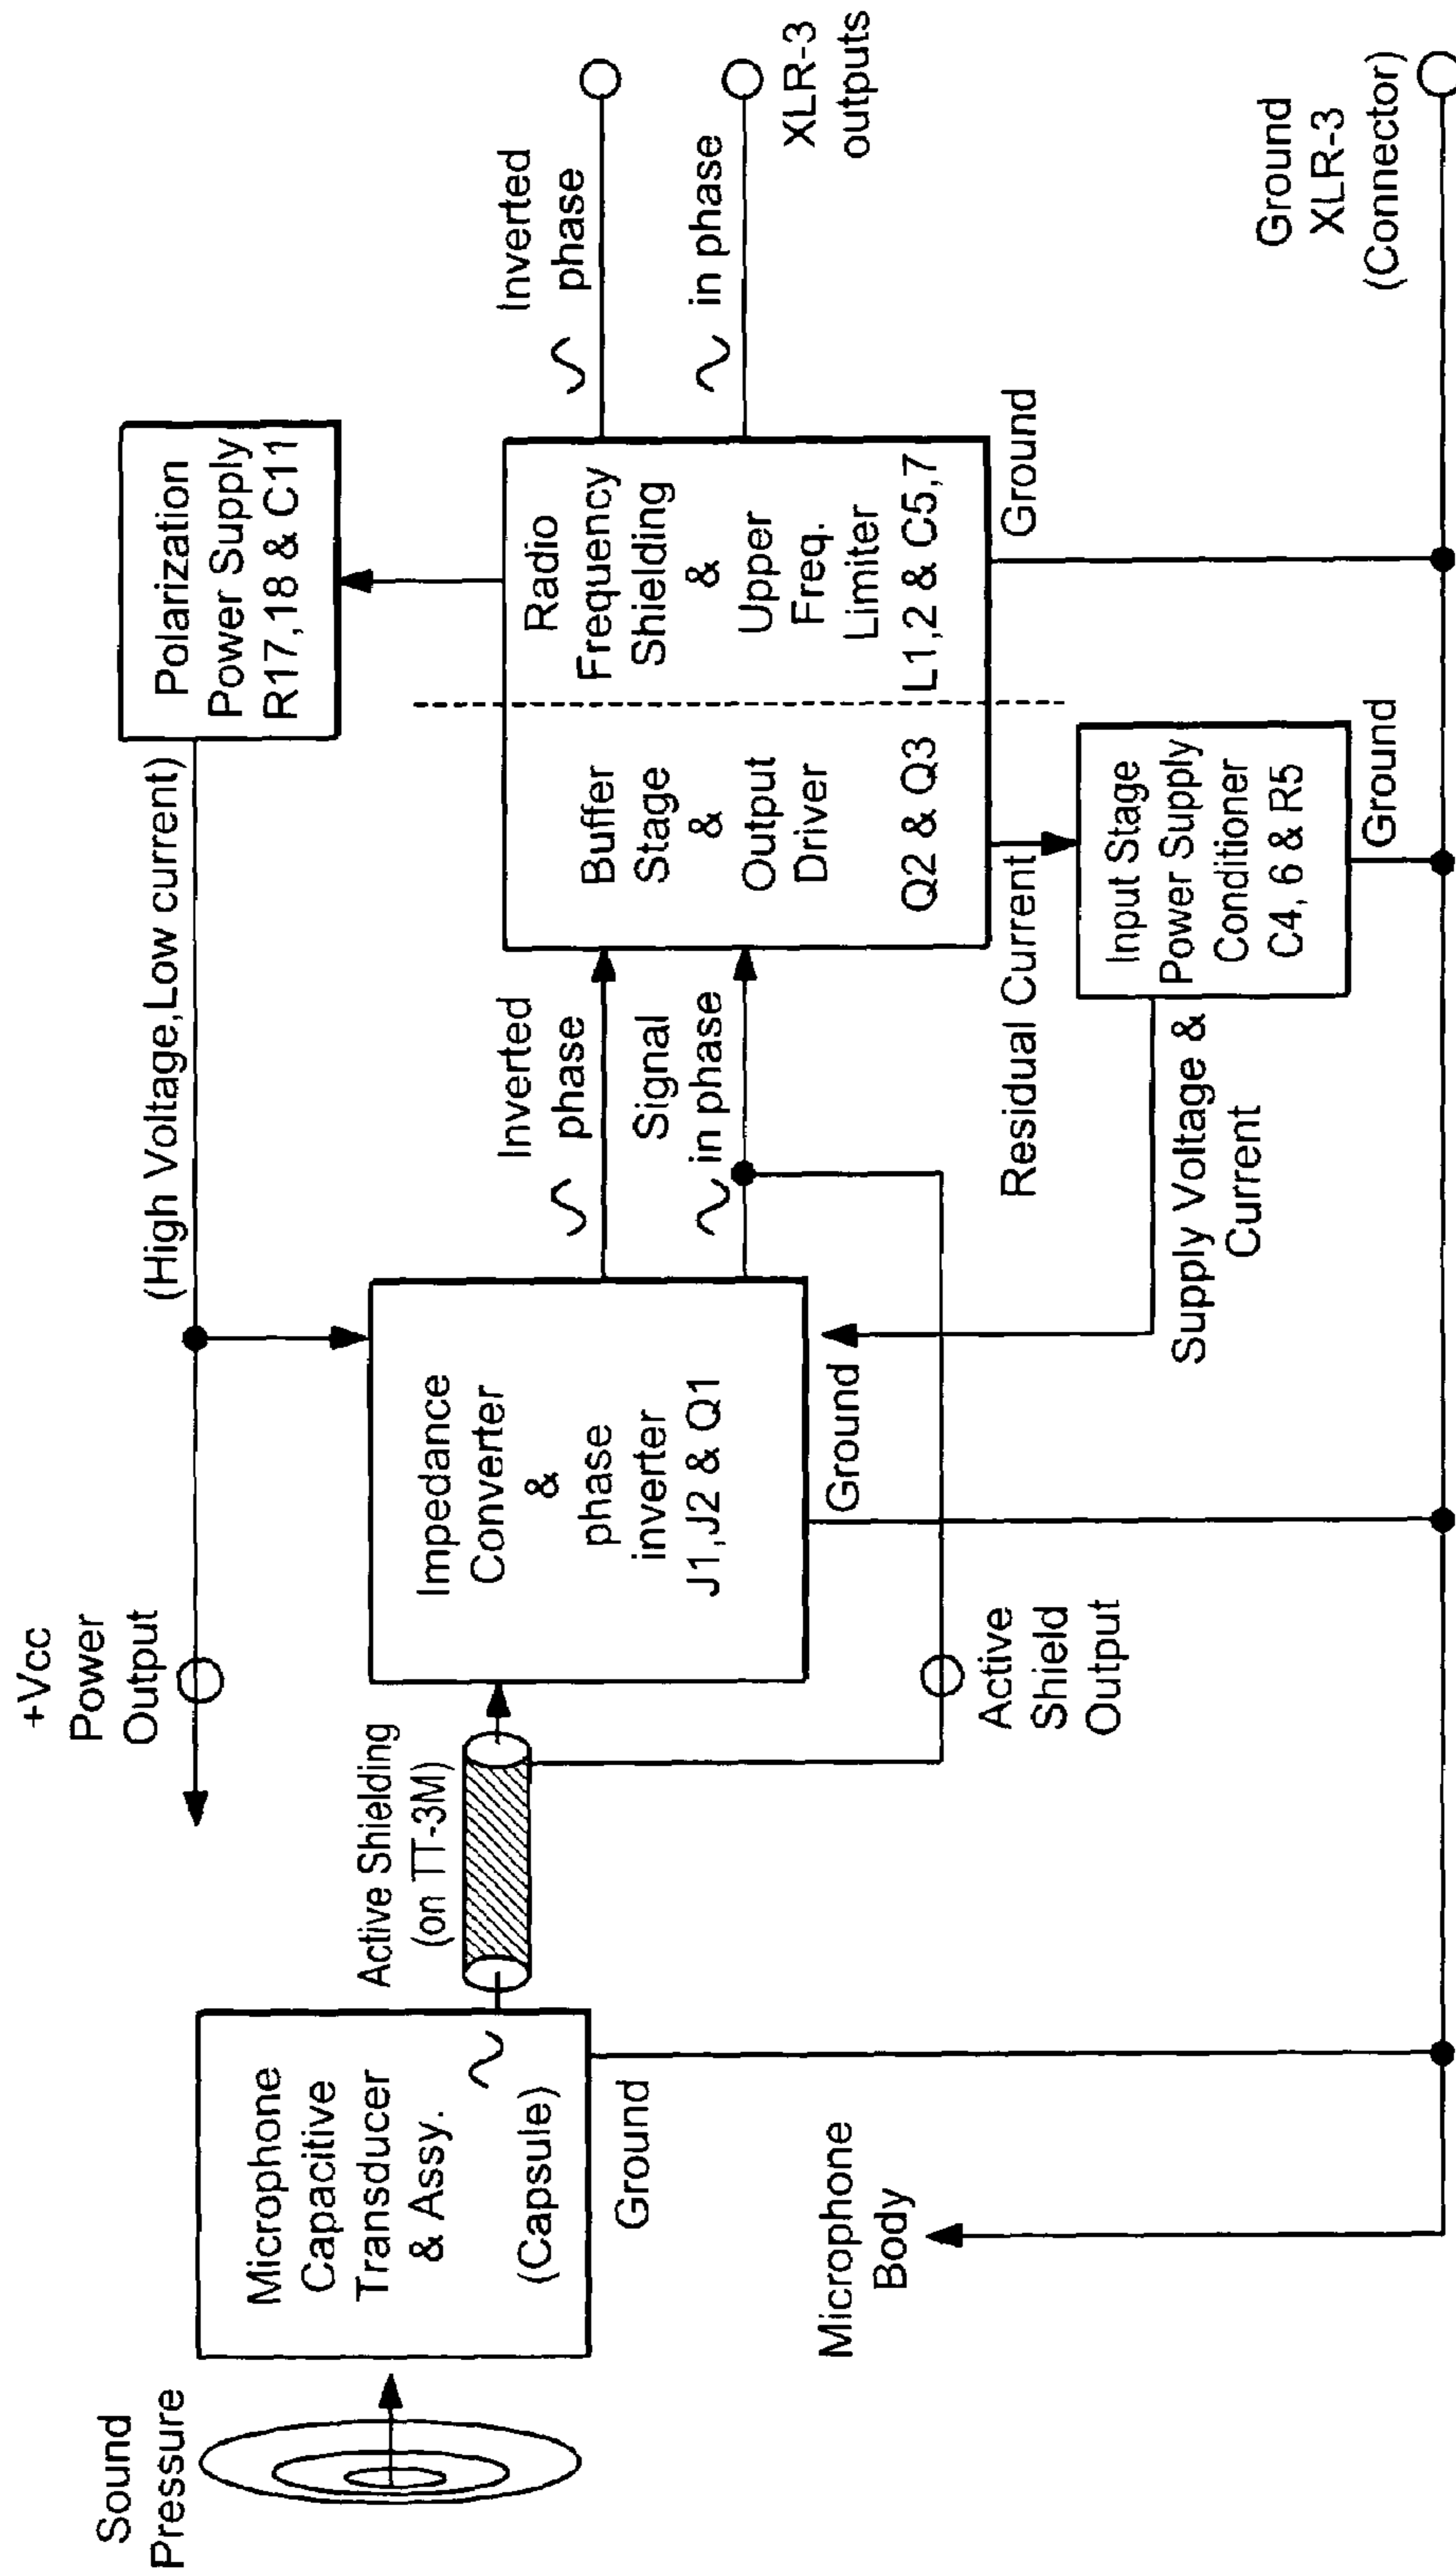 Sound
Pressure
Microphone
Capacitive
Transducer
& Assy.
(Capsule)
Ground
Microphone
Body
Active Shielding
(on TT-3M)
+Vcc
Power
Output
(High Voltage,Low current)
Impedance
Converter
&
phase
inverter
J1,J2 & Q1
Ground
Active
Shield
Output
Inverted
phase
Signal
in phase
Residual Current
Supply Voltage &
Current
Polarization
Power Supply
R17,18 & C11
Buffer
Stage
&
Output
Driver
Q2 & Q3
Radio
Frequency
Shielding
&
Upper
Freq.
Limiter
L1,2 & C5,7
Ground
Input Stage
Power Supply
Conditioner
C4, 6 & R5
Ground
Inverted
phase
in phase
XLR-3
outputs
Ground
XLR-3
(Connector)